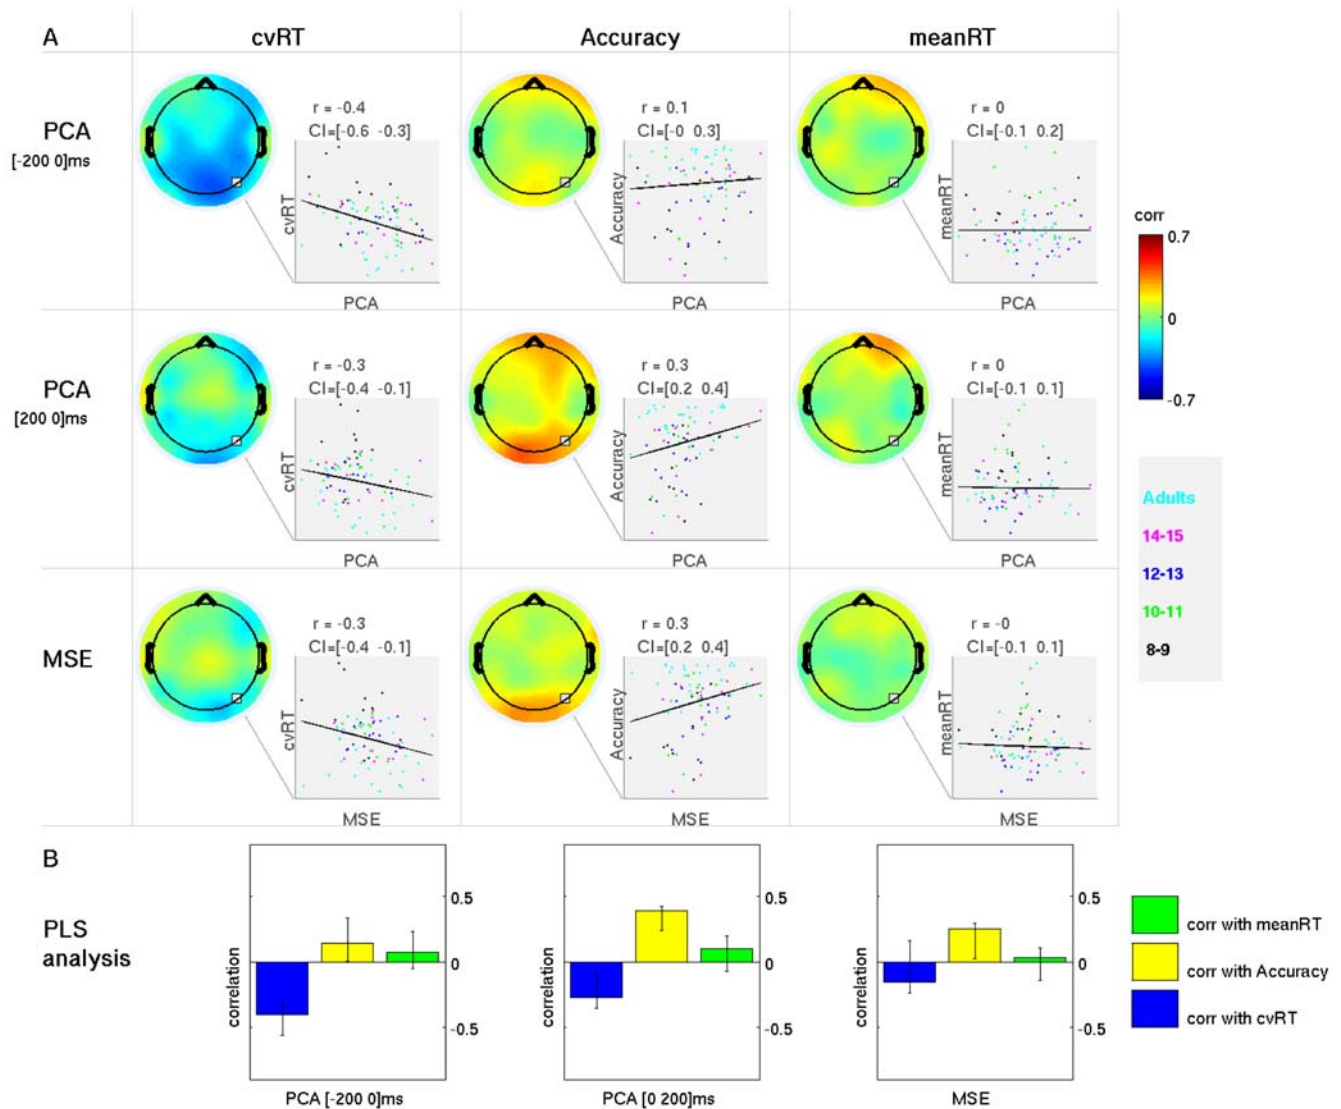 A
cvRT
Accuracy
meanRT
PCA
[-200 0]ms
r = -0.4
CI=[-0.6 -0.3]
cvRT
PCA
r = 0.1
CI=[-0 0.3]
Accuracy
PCA
r = 0
CI=[-0.1 0.2]
meanRT
PCA
corr
0.7
0
-0.7
PCA
[200 0]ms
r = -0.3
CI=[-0.4 -0.1]
cvRT
PCA
r = 0.3
CI=[0.2 0.4]
Accuracy
PCA
r = 0
CI=[-0.1 0.1]
meanRT
PCA
Adults
14-15
12-13
10-11
8-9
MSE
r = -0.3
CI=[-0.4 -0.1]
cvRT
MSE
r = 0.3
CI=[0.2 0.4]
Accuracy
MSE
r = -0
CI=[-0.1 0.1]
meanRT
MSE
B
PLS
analysis
correlation
0.5
0
-0.5
PCA [-200 0]ms
correlation
0.5
0
-0.5
PCA [0 200]ms
correlation
0.5
0
-0.5
MSE
corr with meanRT
corr with Accuracy
corr with cvRT